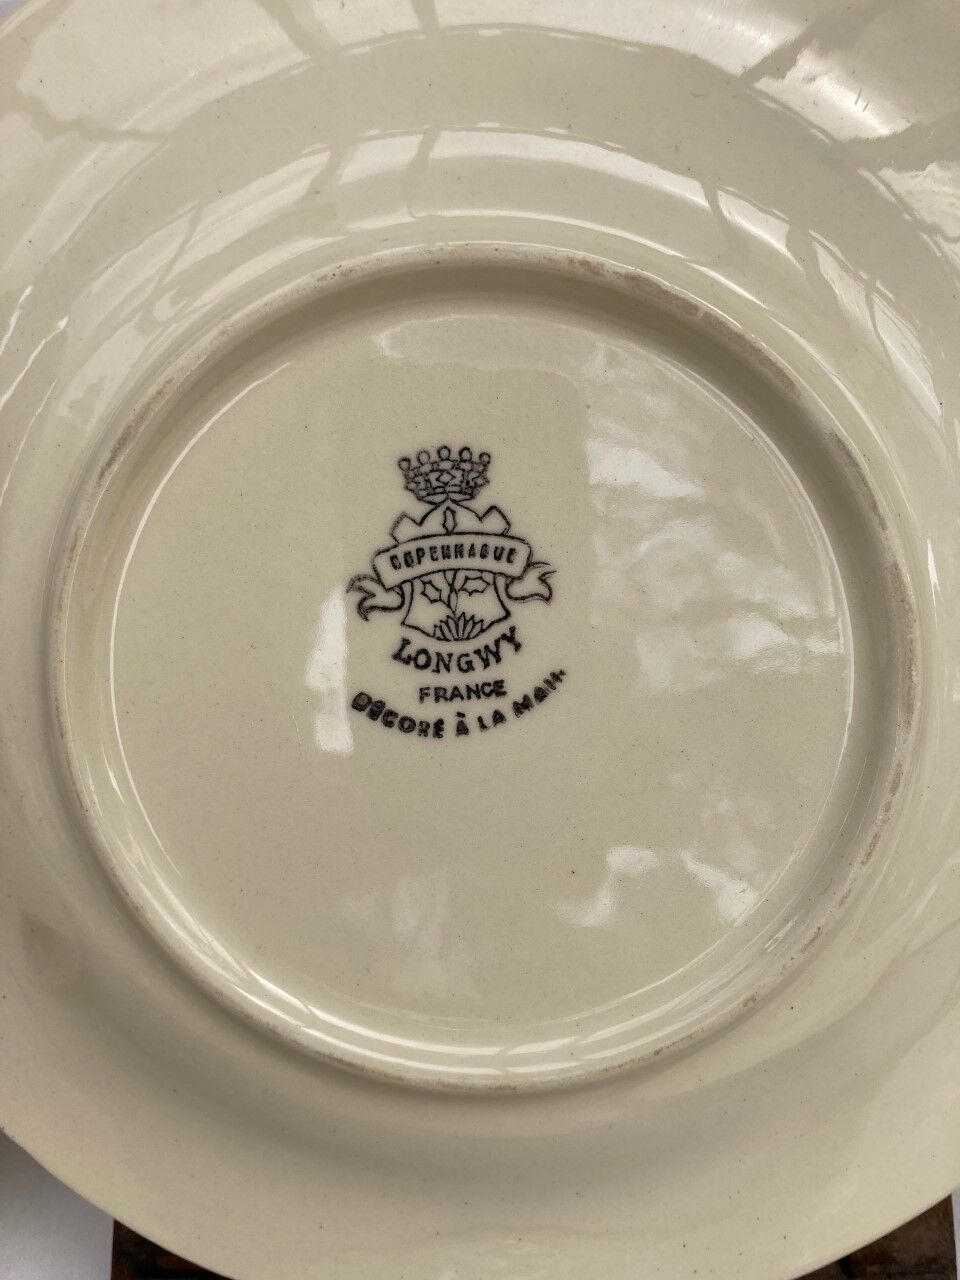 COPENHAGUE
LONGWY
FRANCE
DÉCORÉ À LA MAIN